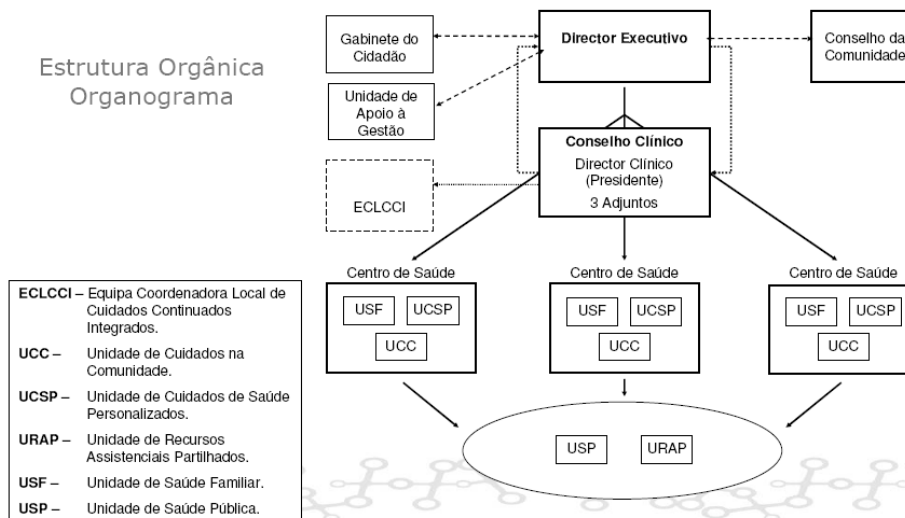 Estrutura Orgânica
Organograma
Gabinete do
Cidadão
Director Executivo
Conselho da
Comunidade
Unidade de
Apoio à
Gestão
Conselho Clínico
Director Clínico
(Presidente)
3 Adjuntos
ECLCCI
Centro de Saúde
USF UCSP
UCC
Centro de Saúde
USF UCSP
UCC
Centro de Saúde
USF UCSP
UCC
USP URAP
ECLCCI – Equipa Coordenadora Local de
Cuidados Continuados
Integrados.
UCC – Unidade de Cuidados na
Comunidade.
UCSP – Unidade de Cuidados de Saúde
Personalizados.
URAP – Unidade de Recursos
Assistenciais Partilhados.
USF – Unidade de Saúde Familiar.
USP – Unidade de Saúde Pública.